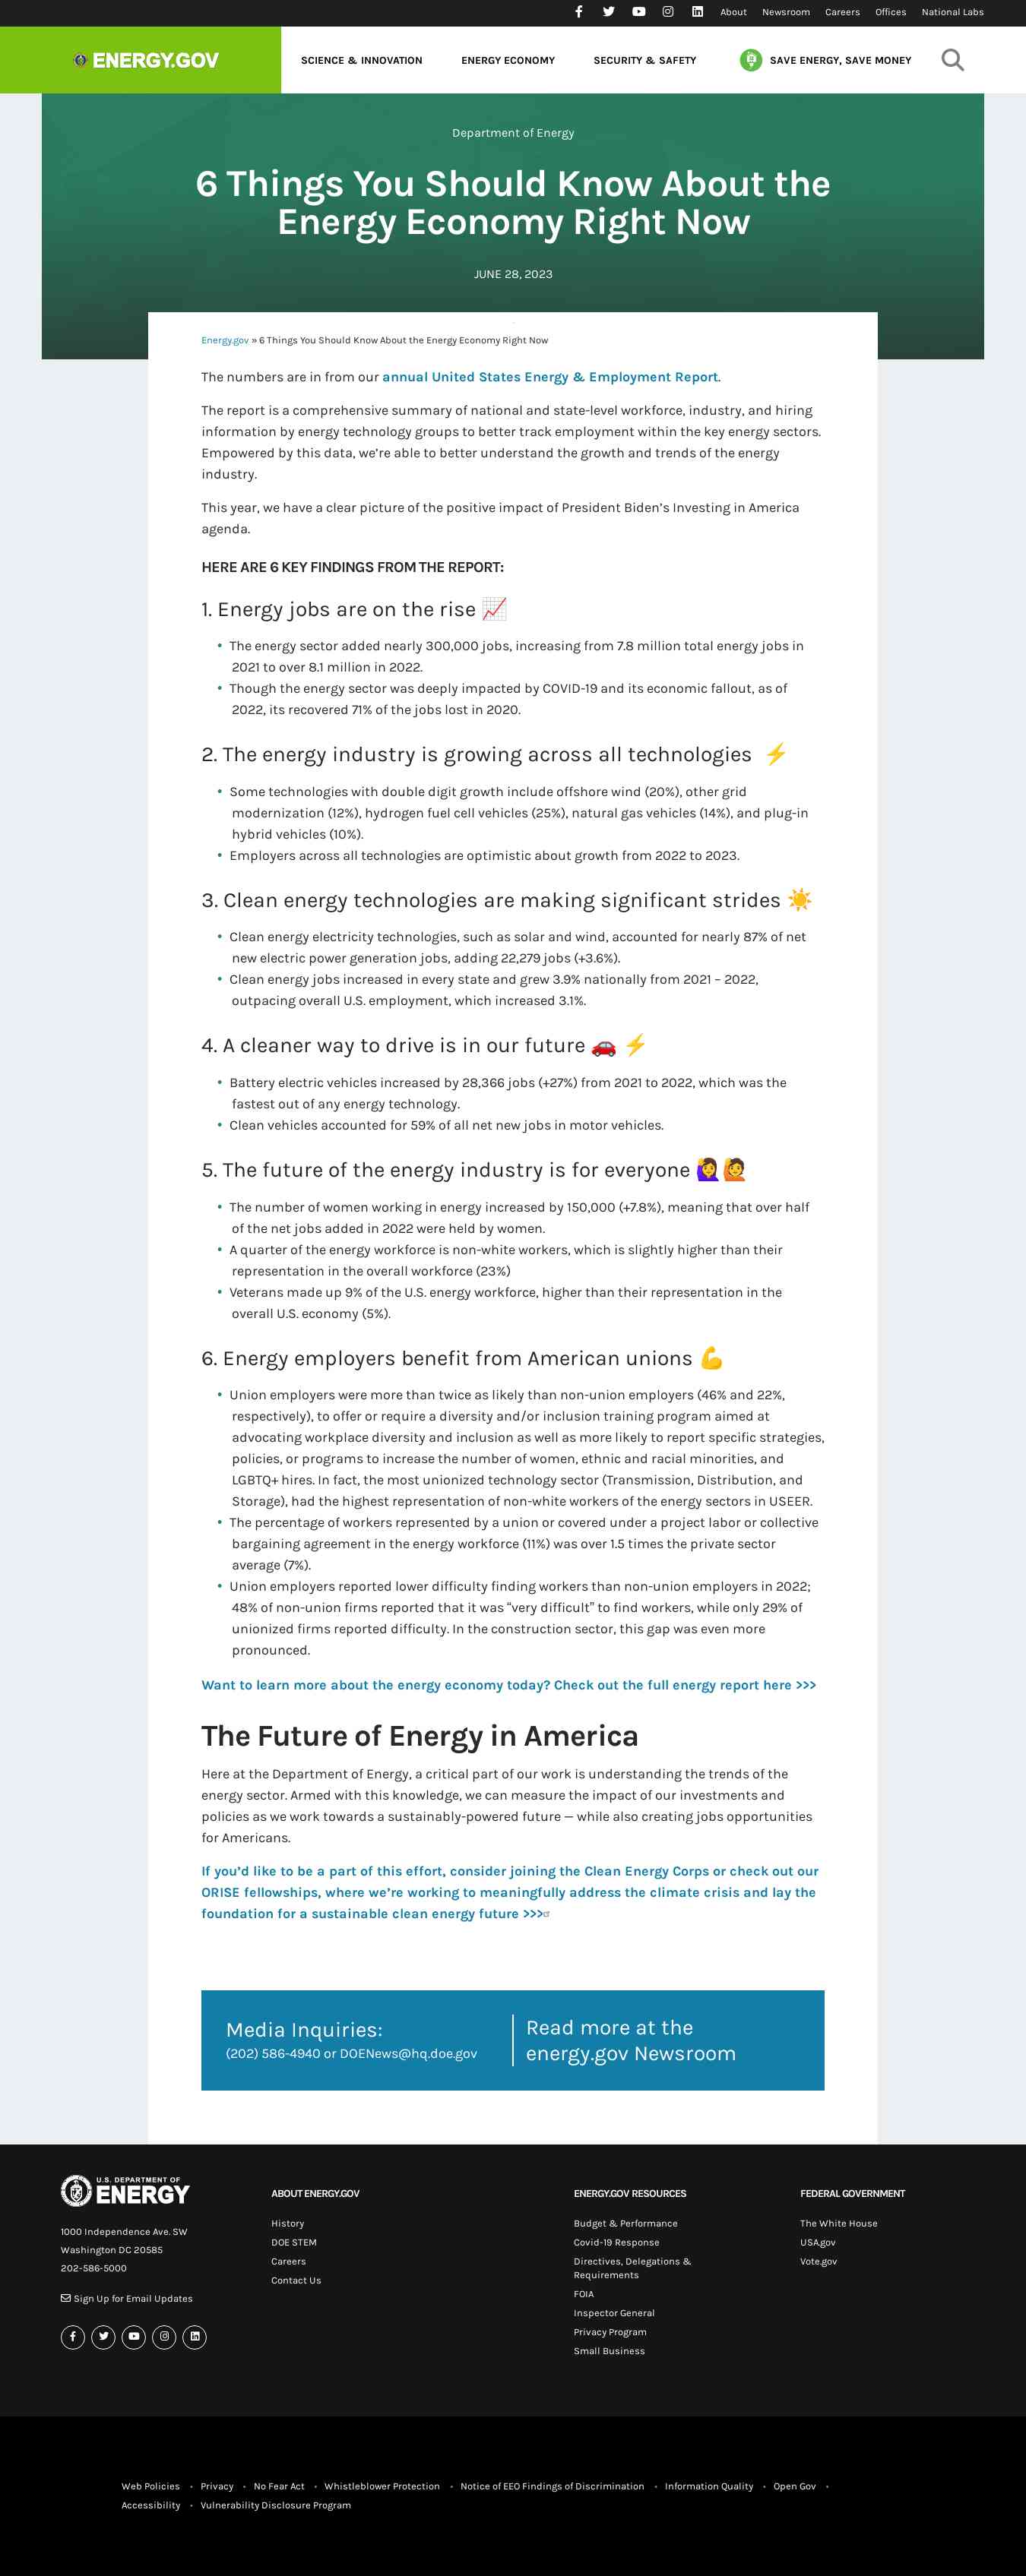 About Newsroom Careers Offices National Labs
ENERGY.GOV
SCIENCE & INNOVATION ENERGY ECONOMY SECURITY & SAFETY SAVE ENERGY, SAVE MONEY
Department of Energy
6 Things You Should Know About the
Energy Economy Right Now
JUNE 28, 2023
Energy.gov » 6 Things You Should Know About the Energy Economy Right Now
The numbers are in from our annual United States Energy & Employment Report.
The report is a comprehensive summary of national and state-level workforce, industry, and hiring
information by energy technology groups to better track employment within the key energy sectors.
Empowered by this data, we’re able to better understand the growth and trends of the energy
industry.
This year, we have a clear picture of the positive impact of President Biden’s Investing in America
agenda.
HERE ARE 6 KEY FINDINGS FROM THE REPORT:
1. Energy jobs are on the rise 📈
• The energy sector added nearly 300,000 jobs, increasing from 7.8 million total energy jobs in
2021 to over 8.1 million in 2022.
• Though the energy sector was deeply impacted by COVID-19 and its economic fallout, as of
2022, its recovered 71% of the jobs lost in 2020.
2. The energy industry is growing across all technologies ⚡
• Some technologies with double digit growth include offshore wind (20%), other grid
modernization (12%), hydrogen fuel cell vehicles (25%), natural gas vehicles (14%), and plug-in
hybrid vehicles (10%).
• Employers across all technologies are optimistic about growth from 2022 to 2023.
3. Clean energy technologies are making significant strides ☀️
• Clean energy electricity technologies, such as solar and wind, accounted for nearly 87% of net
new electric power generation jobs, adding 22,279 jobs (+3.6%).
• Clean energy jobs increased in every state and grew 3.9% nationally from 2021 – 2022,
outpacing overall U.S. employment, which increased 3.1%.
4. A cleaner way to drive is in our future 🚗 ⚡
• Battery electric vehicles increased by 28,366 jobs (+27%) from 2021 to 2022, which was the
fastest out of any energy technology.
• Clean vehicles accounted for 59% of all net new jobs in motor vehicles.
5. The future of the energy industry is for everyone 🙋‍♀️🙋
• The number of women working in energy increased by 150,000 (+7.8%), meaning that over half
of the net jobs added in 2022 were held by women.
• A quarter of the energy workforce is non-white workers, which is slightly higher than their
representation in the overall workforce (23%)
• Veterans made up 9% of the U.S. energy workforce, higher than their representation in the
overall U.S. economy (5%).
6. Energy employers benefit from American unions 💪
• Union employers were more than twice as likely than non-union employers (46% and 22%,
respectively), to offer or require a diversity and/or inclusion training program aimed at
advocating workplace diversity and inclusion as well as more likely to report specific strategies,
policies, or programs to increase the number of women, ethnic and racial minorities, and
LGBTQ+ hires. In fact, the most unionized technology sector (Transmission, Distribution, and
Storage), had the highest representation of non-white workers of the energy sectors in USEER.
• The percentage of workers represented by a union or covered under a project labor or collective
bargaining agreement in the energy workforce (11%) was over 1.5 times the private sector
average (7%).
• Union employers reported lower difficulty finding workers than non-union employers in 2022;
48% of non-union firms reported that it was “very difficult” to find workers, while only 29% of
unionized firms reported difficulty. In the construction sector, this gap was even more
pronounced.
Want to learn more about the energy economy today? Check out the full energy report here >>>
The Future of Energy in America
Here at the Department of Energy, a critical part of our work is understanding the trends of the
energy sector. Armed with this knowledge, we can measure the impact of our investments and
policies as we work towards a sustainably-powered future — while also creating jobs opportunities
for Americans.
If you’d like to be a part of this effort, consider joining the Clean Energy Corps or check out our
ORISE fellowships, where we’re working to meaningfully address the climate crisis and lay the
foundation for a sustainable clean energy future >>>
Media Inquiries:
(202) 586-4940 or DOENews@hq.doe.gov
Read more at the
energy.gov Newsroom
U.S. DEPARTMENT OF
ENERGY
1000 Independence Ave. SW
Washington DC 20585
202-586-5000
Sign Up for Email Updates
ABOUT ENERGY.GOV
History
DOE STEM
Careers
Contact Us
ENERGY.GOV RESOURCES
Budget & Performance
Covid-19 Response
Directives, Delegations &
Requirements
FOIA
Inspector General
Privacy Program
Small Business
FEDERAL GOVERNMENT
The White House
USA.gov
Vote.gov
Web Policies • Privacy • No Fear Act • Whistleblower Protection • Notice of EEO Findings of Discrimination • Information Quality • Open Gov •
Accessibility • Vulnerability Disclosure Program